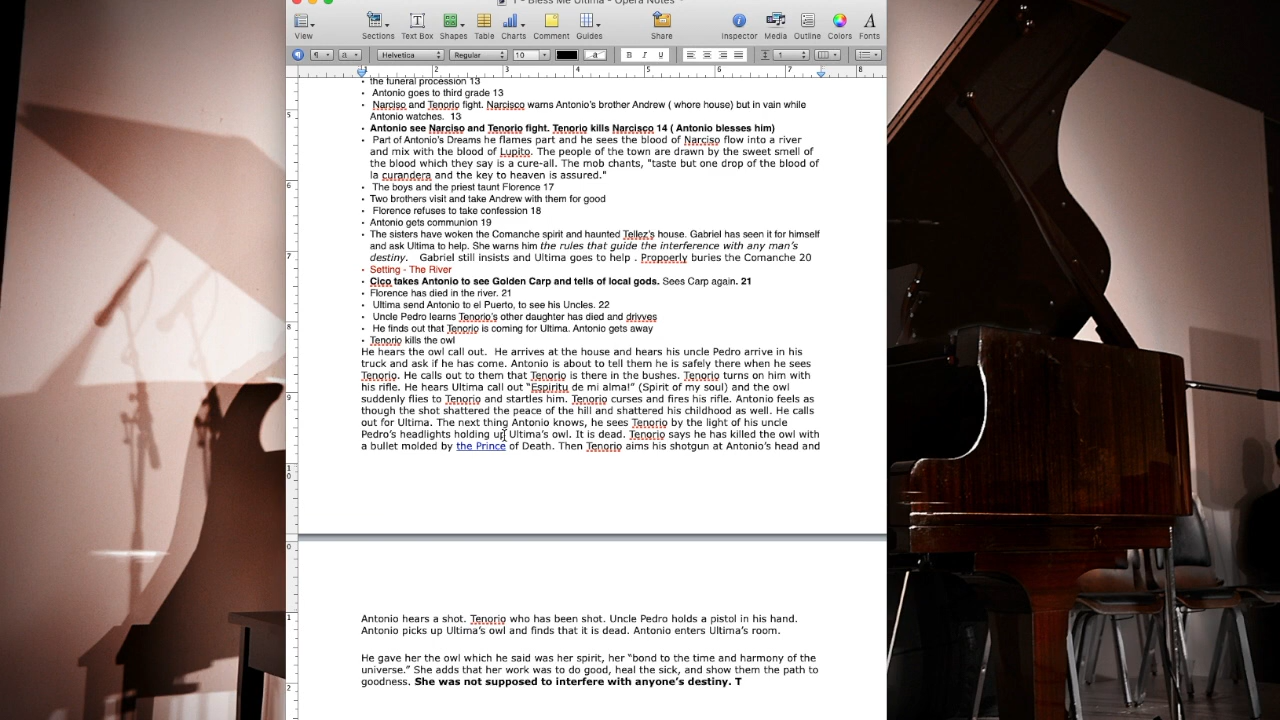 1 - Bless Me Ultima - Opera Notes
View Sections Text Box Shapes Table Charts Comment Guides Share Inspector Media Outline Colors Fonts
¶ a Helvetica Regular 10 a B I U 1
1 2 3 4 5 6 7 8
the funeral procession 13
Antonio goes to third grade 13
Narciso and Tenorio fight. Narcisco warns Antonio's brother Andrew ( whore house) but in vain while
Antonio watches. 13
Antonio see Narciso and Tenorio fight. Tenorio kills Narcisco 14 ( Antonio blesses him)
Part of Antonio's Dreams he flames part and he sees the blood of Narciso flow into a river
and mix with the blood of Lupito. The people of the town are drawn by the sweet smell of
the blood which they say is a cure-all. The mob chants, "taste but one drop of the blood of
la curandera and the key to heaven is assured."
The boys and the priest taunt Florence 17
Two brothers visit and take Andrew with them for good
Florence refuses to take confession 18
Antonio gets communion 19
The sisters have woken the Comanche spirit and haunted Tellez's house. Gabriel has seen it for himself
and ask Ultima to help. She warns him the rules that guide the interference with any man's
destiny. Gabriel still insists and Ultima goes to help . Propoerly buries the Comanche 20
Setting - The River
Cico takes Antonio to see Golden Carp and tells of local gods. Sees Carp again. 21
Florence has died in the river. 21
Ultima send Antonio to el Puerto, to see his Uncles. 22
Uncle Pedro learns Tenorio's other daughter has died and drivves
He finds out that Tenorio is coming for Ultima. Antonio gets away
Tenorio kills the owl
He hears the owl call out. He arrives at the house and hears his uncle Pedro arrive in his
truck and ask if he has come. Antonio is about to tell them he is safely there when he sees
Tenorio. He calls out to them that Tenorio is there in the bushes. Tenorio turns on him with
his rifle. He hears Ultima call out "Espiritu de mi alma!" (Spirit of my soul) and the owl
suddenly flies to Tenorio and startles him. Tenorio curses and fires his rifle. Antonio feels as
though the shot shattered the peace of the hill and shattered his childhood as well. He calls
out for Ultima. The next thing Antonio knows, he sees Tenorio by the light of his uncle
Pedro's headlights holding up Ultima's owl. It is dead. Tenorio says he has killed the owl with
a bullet molded by the Prince of Death. Then Tenorio aims his shotgun at Antonio's head and
Antonio hears a shot. Tenorio who has been shot. Uncle Pedro holds a pistol in his hand.
Antonio picks up Ultima's owl and finds that it is dead. Antonio enters Ultima's room.
He gave her the owl which he said was her spirit, her "bond to the time and harmony of the
universe." She adds that her work was to do good, heal the sick, and show them the path to
goodness. She was not supposed to interfere with anyone's destiny. T